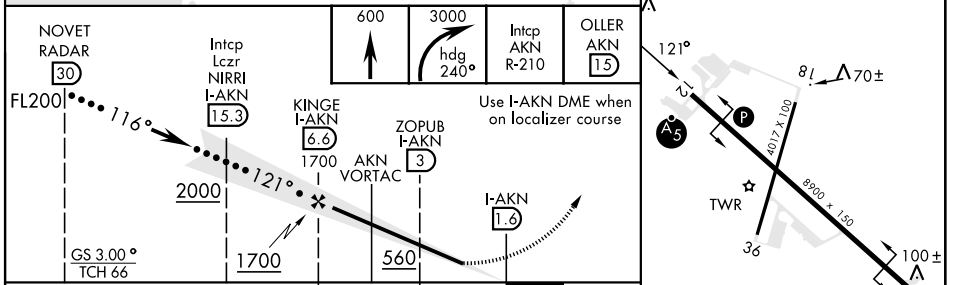 NOVET
RADAR
30
FL200
116°
Intcp
Lczr
NIRRI
I-AKN
15.3
2000
121°
KINGE
I-AKN
6.6
1700
AKN
VORTAC
ZOPUB
I-AKN
3
I-AKN
1.6
GS 3.00°
TCH 66
1700
560
600
3000
hdg
240°
Intcp
AKN
R-210
OLLER
AKN
15
Use I-AKN DME when
on localizer course
121°
12
A5
P
18
70±
4017 X 100
8900 x 150
TWR
36
100±